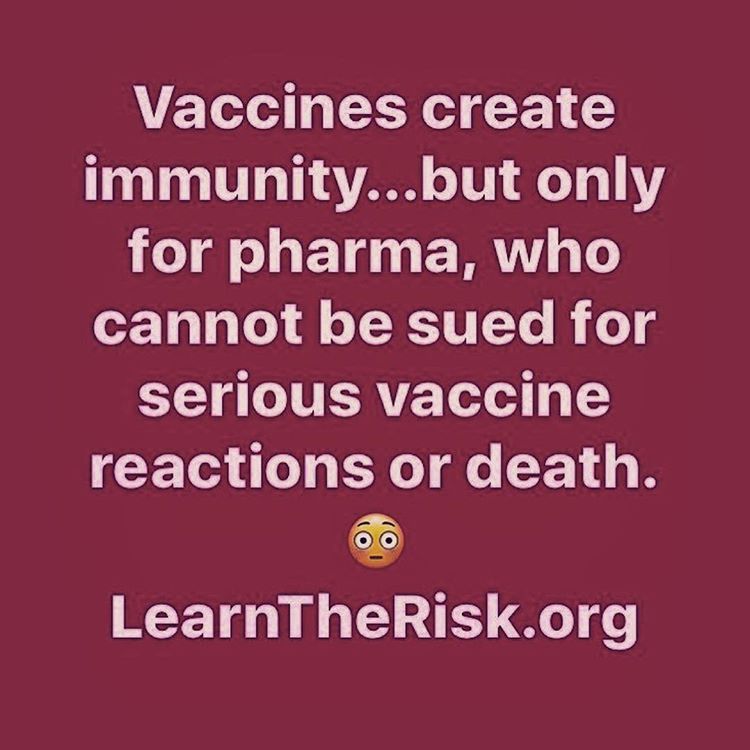 Vaccines create
immunity...but only
for pharma, who
cannot be sued for
serious vaccine
reactions or death.
😳
LearnTheRisk.org